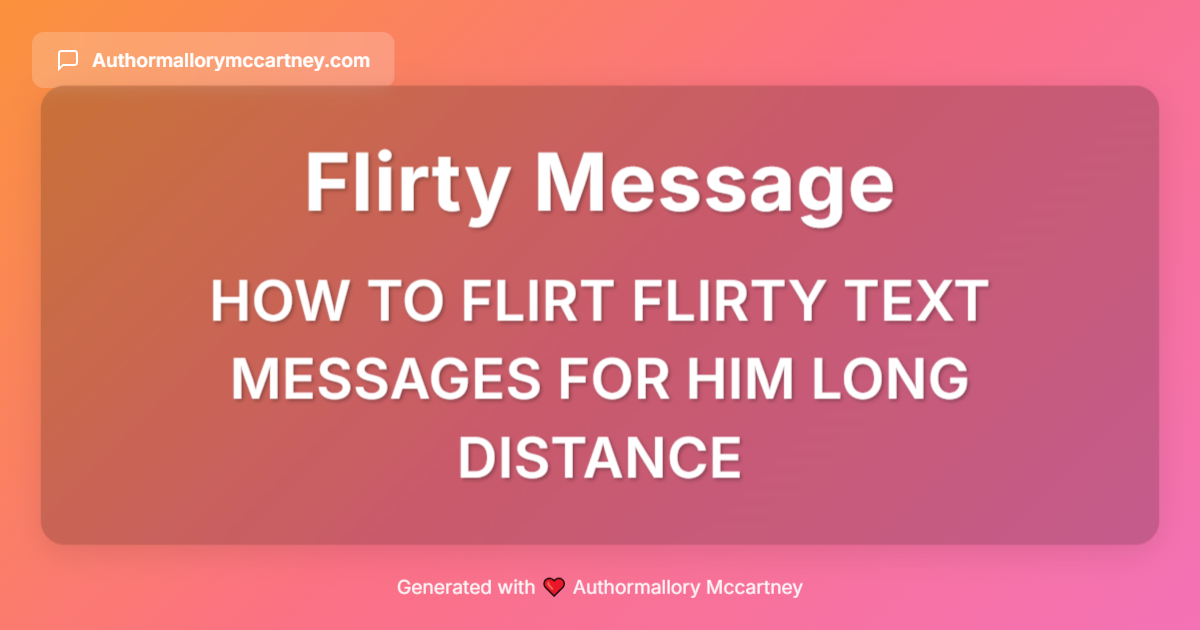 Authormallorymccartney.com
Flirty Message
HOW TO FLIRT FLIRTY TEXT
MESSAGES FOR HIM LONG
DISTANCE
Generated with ❤️ Authormallory Mccartney